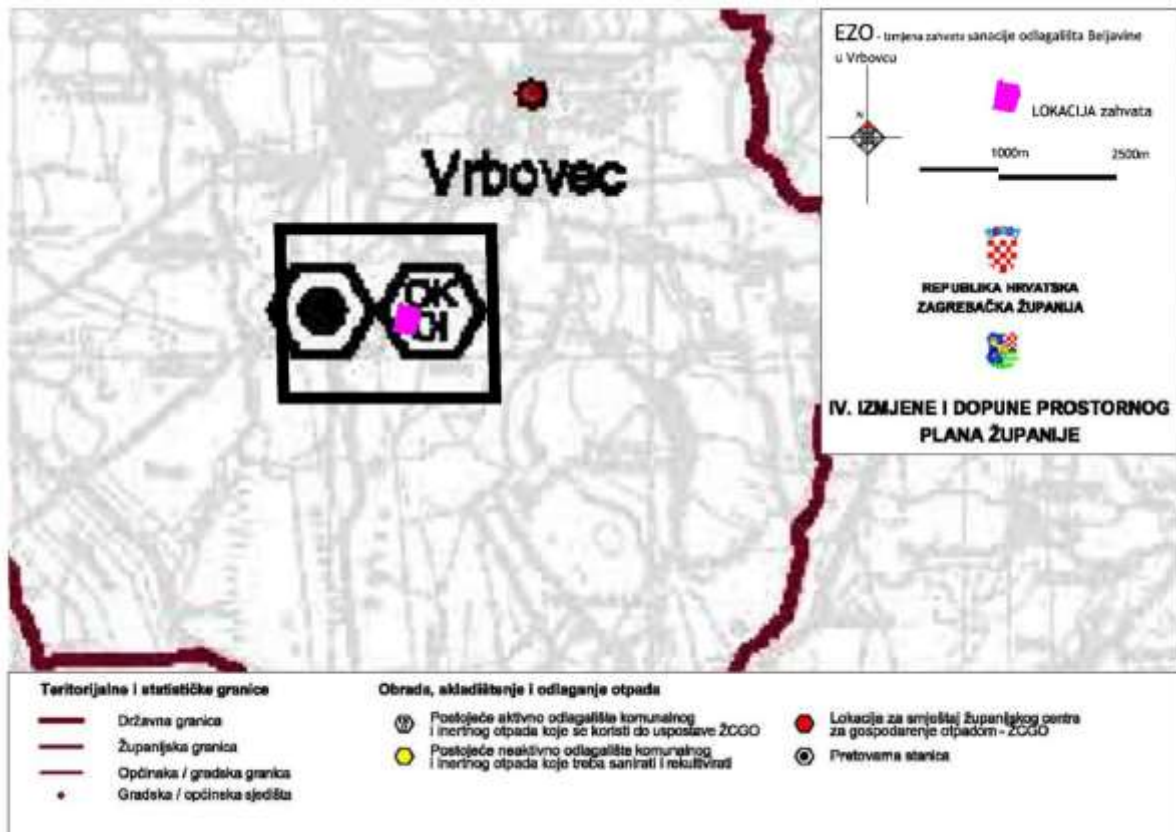 EZO - Izmjena zahvata sanacije odlagališta Beljavine
u Vrbovcu
N
LOKACIJA zahvata
1000m 2500m
REPUBLIKA HRVATSKA
ZAGREBAČKA ŽUPANIJA
IV. IZMJENE I DOPUNE PROSTORNOG
PLANA ŽUPANIJE
Vrbovec
OK
OI
Teritorijalne i statističke granice
Državna granica
Županijska granica
Općinska / gradska granica
Gradska / općinska sjedišta
Obrada, skladištenje i odlaganje otpada
Postojeće aktivno odlagalište komunalnog
i inertnog otpada koje se koristi do uspostave ŽCGO
Postojeće neaktivno odlagalište komunalnog
i inertnog otpada koje treba sanirati i rekultivirati
Lokacija za smještaj županijskog centra
za gospodarenje otpadom - ŽCGO
Pretovarna stanica